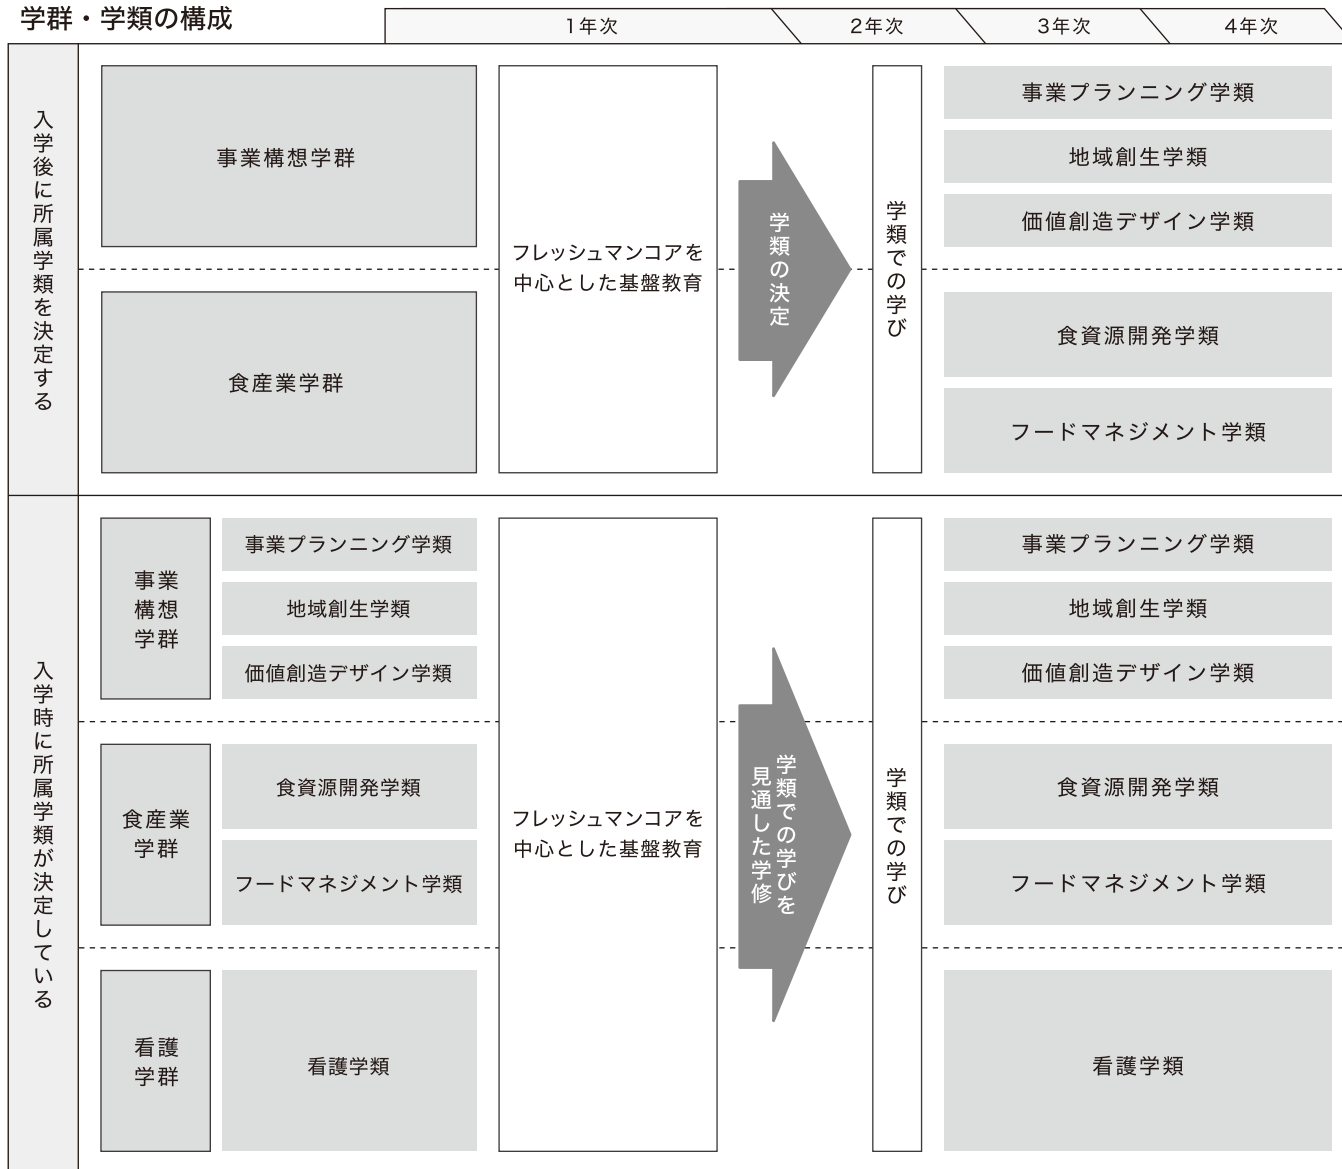 学群・学類の構成
1年次
2年次
3年次
4年次
入学後に所属学類を決定する
事業構想学群
食産業学群
フレッシュマンコアを
中心とした基盤教育
学類の決定
学類での学び
事業プランニング学類
地域創生学類
価値創造デザイン学類
食資源開発学類
フードマネジメント学類
入学時に所属学類が決定している
事業
構想
学群
事業プランニング学類
地域創生学類
価値創造デザイン学類
食産業
学群
食資源開発学類
フードマネジメント学類
看護
学群
看護学類
フレッシュマンコアを
中心とした基盤教育
学類での学びを
見通した学修
学類での学び
事業プランニング学類
地域創生学類
価値創造デザイン学類
食資源開発学類
フードマネジメント学類
看護学類